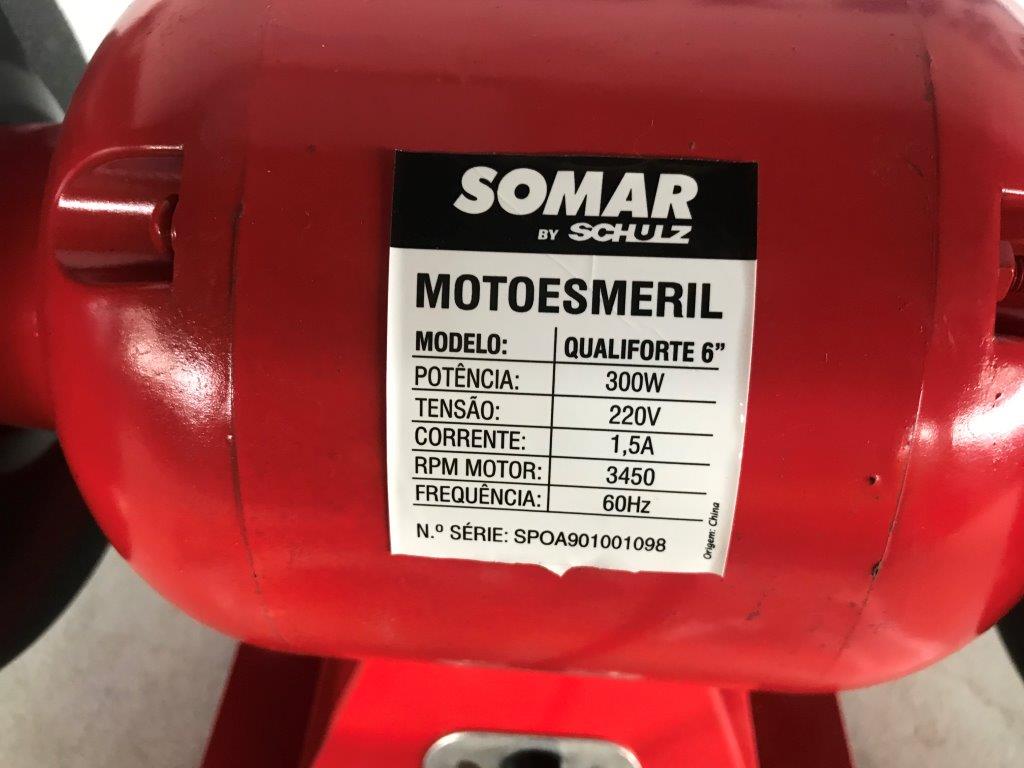 SOMAR
BY SCHULZ
MOTOESMERIL
MODELO: QUALIFORTE 6”
POTÊNCIA: 300W
TENSÃO: 220V
CORRENTE: 1,5A
RPM MOTOR: 3450
FREQUÊNCIA: 60Hz
N.º SÉRIE: SPOA901001098
Origem: China